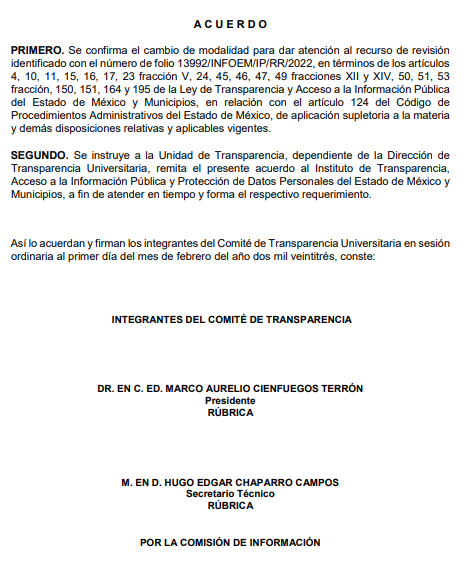 A C U E R D O
PRIMERO. Se confirma el cambio de modalidad para dar atención al recurso de revisión
identificado con el número de folio 13992/INFOEM/IP/RR/2022, en términos de los artículos
4, 10, 11, 15, 16, 17, 23 fracción V, 24, 45, 46, 47, 49 fracciones XII y XIV, 50, 51, 53
fracción, 150, 151, 164 y 195 de la Ley de Transparencia y Acceso a la Información Pública
del Estado de México y Municipios, en relación con el artículo 124 del Código de
Procedimientos Administrativos del Estado de México, de aplicación supletoria a la materia
y demás disposiciones relativas y aplicables vigentes.
SEGUNDO. Se instruye a la Unidad de Transparencia, dependiente de la Dirección de
Transparencia Universitaria, remita el presente acuerdo al Instituto de Transparencia,
Acceso a la Información Pública y Protección de Datos Personales del Estado de México y
Municipios, a fin de atender en tiempo y forma el respectivo requerimiento.
Así lo acuerdan y firman los integrantes del Comité de Transparencia Universitaria en sesión
ordinaria al primer día del mes de febrero del año dos mil veintitrés, conste:
INTEGRANTES DEL COMITÉ DE TRANSPARENCIA
DR. EN C. ED. MARCO AURELIO CIENFUEGOS TERRÓN
Presidente
RÚBRICA
M. EN D. HUGO EDGAR CHAPARRO CAMPOS
Secretario Técnico
RÚBRICA
POR LA COMISIÓN DE INFORMACIÓN